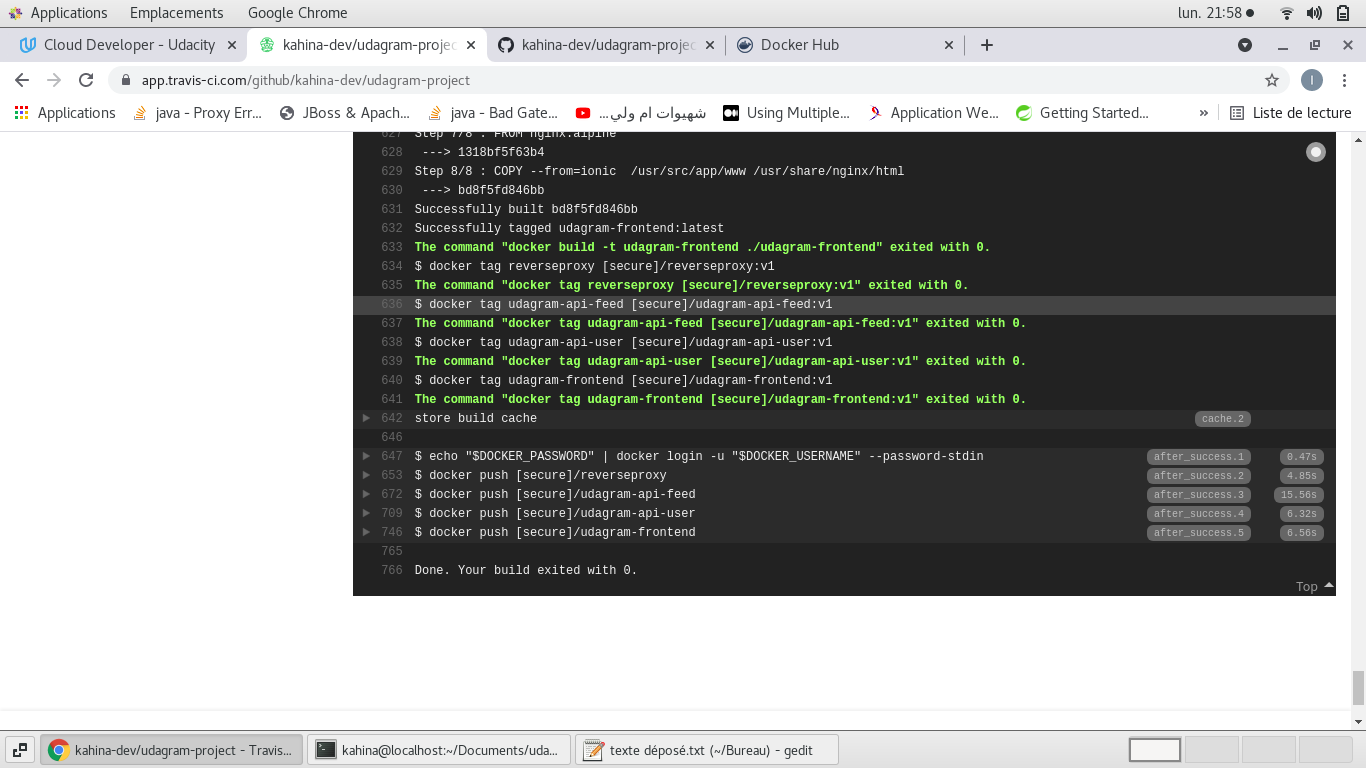 Applications Emplacements Google Chrome lun. 21:58
Cloud Developer - Udacity kahina-dev/udagram-projec kahina-dev/udagram-projec Docker Hub
app.travis-ci.com/github/kahina-dev/udagram-project I
Applications java - Proxy Err... JBoss & Apach... java - Bad Gate... شهيوات ام ولي... Using Multiple... Application We... Getting Started... » Liste de lecture
627 Step 7/8 : FROM nginx:alpine
628 ---> 1318bf5f63b4
629 Step 8/8 : COPY --from=ionic  /usr/src/app/www /usr/share/nginx/html
630 ---> bd8f5fd846bb
631 Successfully built bd8f5fd846bb
632 Successfully tagged udagram-frontend:latest
633 The command "docker build -t udagram-frontend ./udagram-frontend" exited with 0.
634 $ docker tag reverseproxy [secure]/reverseproxy:v1
635 The command "docker tag reverseproxy [secure]/reverseproxy:v1" exited with 0.
636 $ docker tag udagram-api-feed [secure]/udagram-api-feed:v1
637 The command "docker tag udagram-api-feed [secure]/udagram-api-feed:v1" exited with 0.
638 $ docker tag udagram-api-user [secure]/udagram-api-user:v1
639 The command "docker tag udagram-api-user [secure]/udagram-api-user:v1" exited with 0.
640 $ docker tag udagram-frontend [secure]/udagram-frontend:v1
641 The command "docker tag udagram-frontend [secure]/udagram-frontend:v1" exited with 0.
642 store build cache cache.2
646
647 $ echo "$DOCKER_PASSWORD" | docker login -u "$DOCKER_USERNAME" --password-stdin after_success.1 0.47s
653 $ docker push [secure]/reverseproxy after_success.2 4.85s
672 $ docker push [secure]/udagram-api-feed after_success.3 15.56s
709 $ docker push [secure]/udagram-api-user after_success.4 6.32s
746 $ docker push [secure]/udagram-frontend after_success.5 6.56s
765
766 Done. Your build exited with 0.
Top
kahina-dev/udagram-project - Travis... kahina@localhost:~/Documents/uda... texte déposé.txt (~/Bureau) - gedit